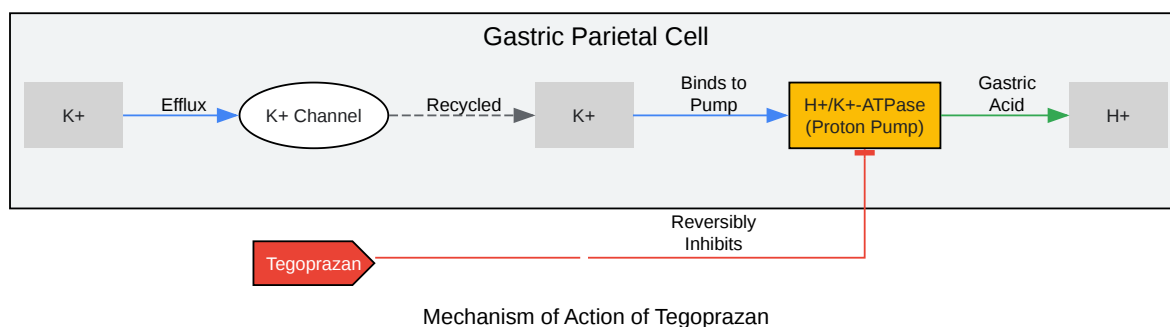 Gastric Parietal Cell
K+
Efflux
K+ Channel
Recycled
K+
Binds to
Pump
H+/K+-ATPase
(Proton Pump)
Gastric
Acid
H+
Reversibly
Inhibits
Tegoprazan
Mechanism of Action of Tegoprazan